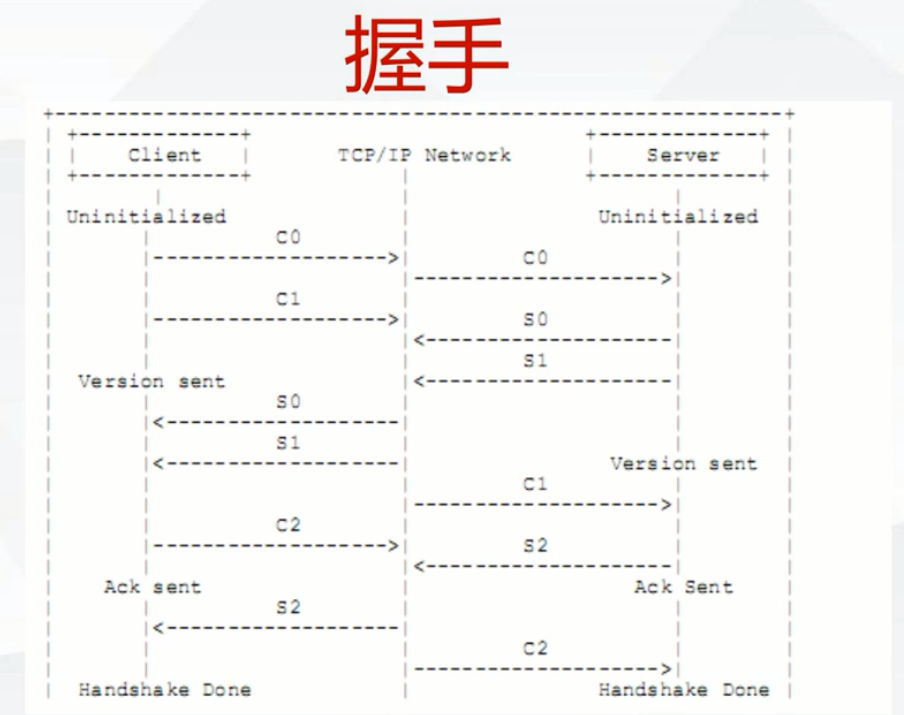 握手
Client TCP/IP Network Server
Uninitialized Uninitialized
C0
C0
C1
S0
S1
Version sent
S0
S1
Version sent
C1
C2
S2
Ack sent Ack Sent
S2
C2
Handshake Done Handshake Done